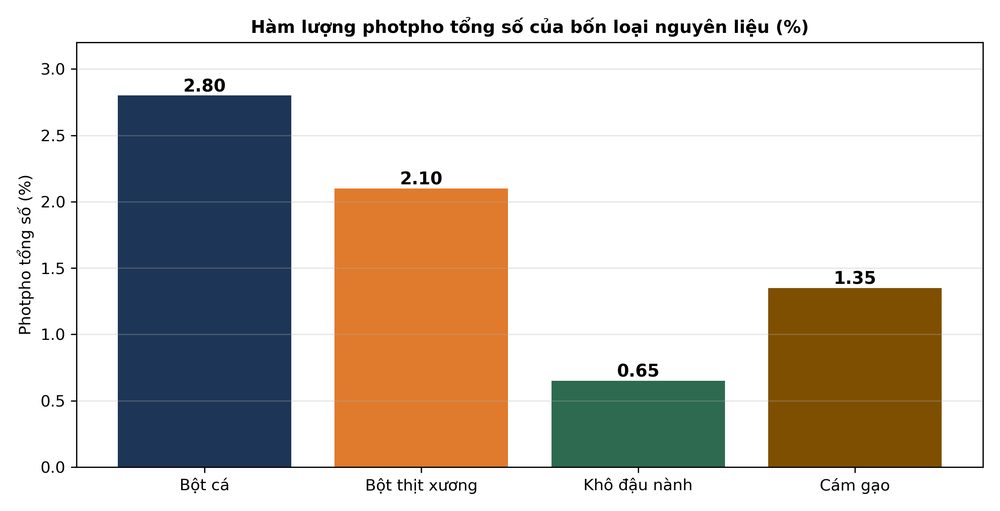 Hàm lượng photpho tổng số của bốn loại nguyên liệu (%)
Photpho tổng số (%)
3.0
2.5
2.0
1.5
1.0
0.5
0.0
2.80
2.10
0.65
1.35
Bột cá
Bột thịt xương
Khô đậu nành
Cám gạo